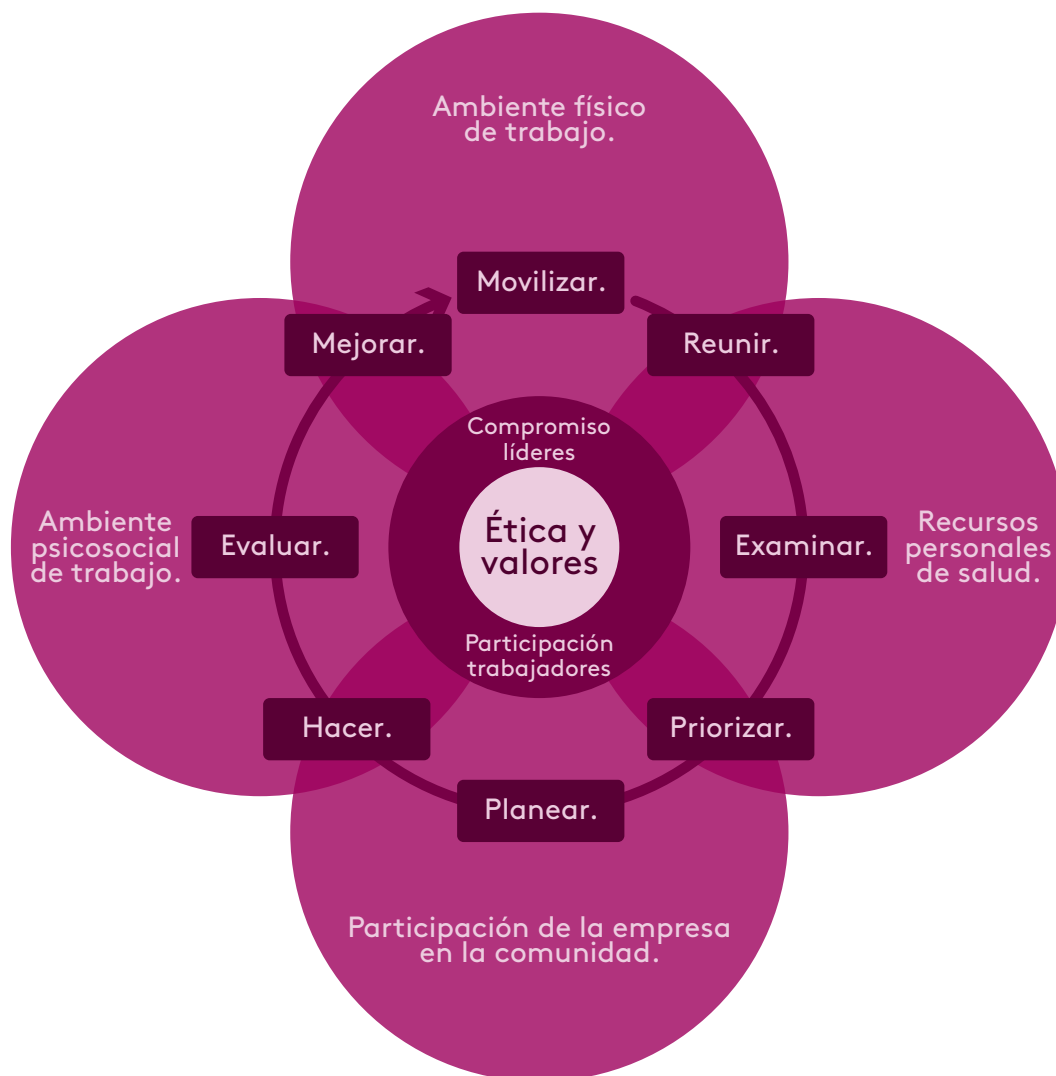 Ambiente físico
de trabajo.
Movilizar.
Mejorar.
Reunir.
Compromiso
líderes
Ética y
valores
Ambiente
psicosocial
de trabajo.
Evaluar.
Examinar.
Recursos
personales
de salud.
Participación
trabajadores
Hacer.
Priorizar.
Planear.
Participación de la empresa
en la comunidad.